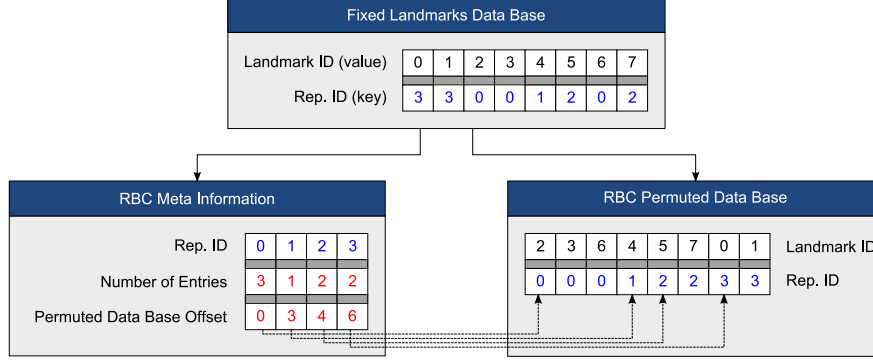 Fixed Landmarks Data Base
Landmark ID (value) 0 1 2 3 4 5 6 7
Rep. ID (key) 3 3 0 0 1 2 0 2
RBC Meta Information
Rep. ID 0 1 2 3
Number of Entries 3 1 2 2
Permuted Data Base Offset 0 3 4 6
RBC Permuted Data Base
2 3 6 4 5 7 0 1 Landmark ID
0 0 0 1 2 2 3 3 Rep. ID